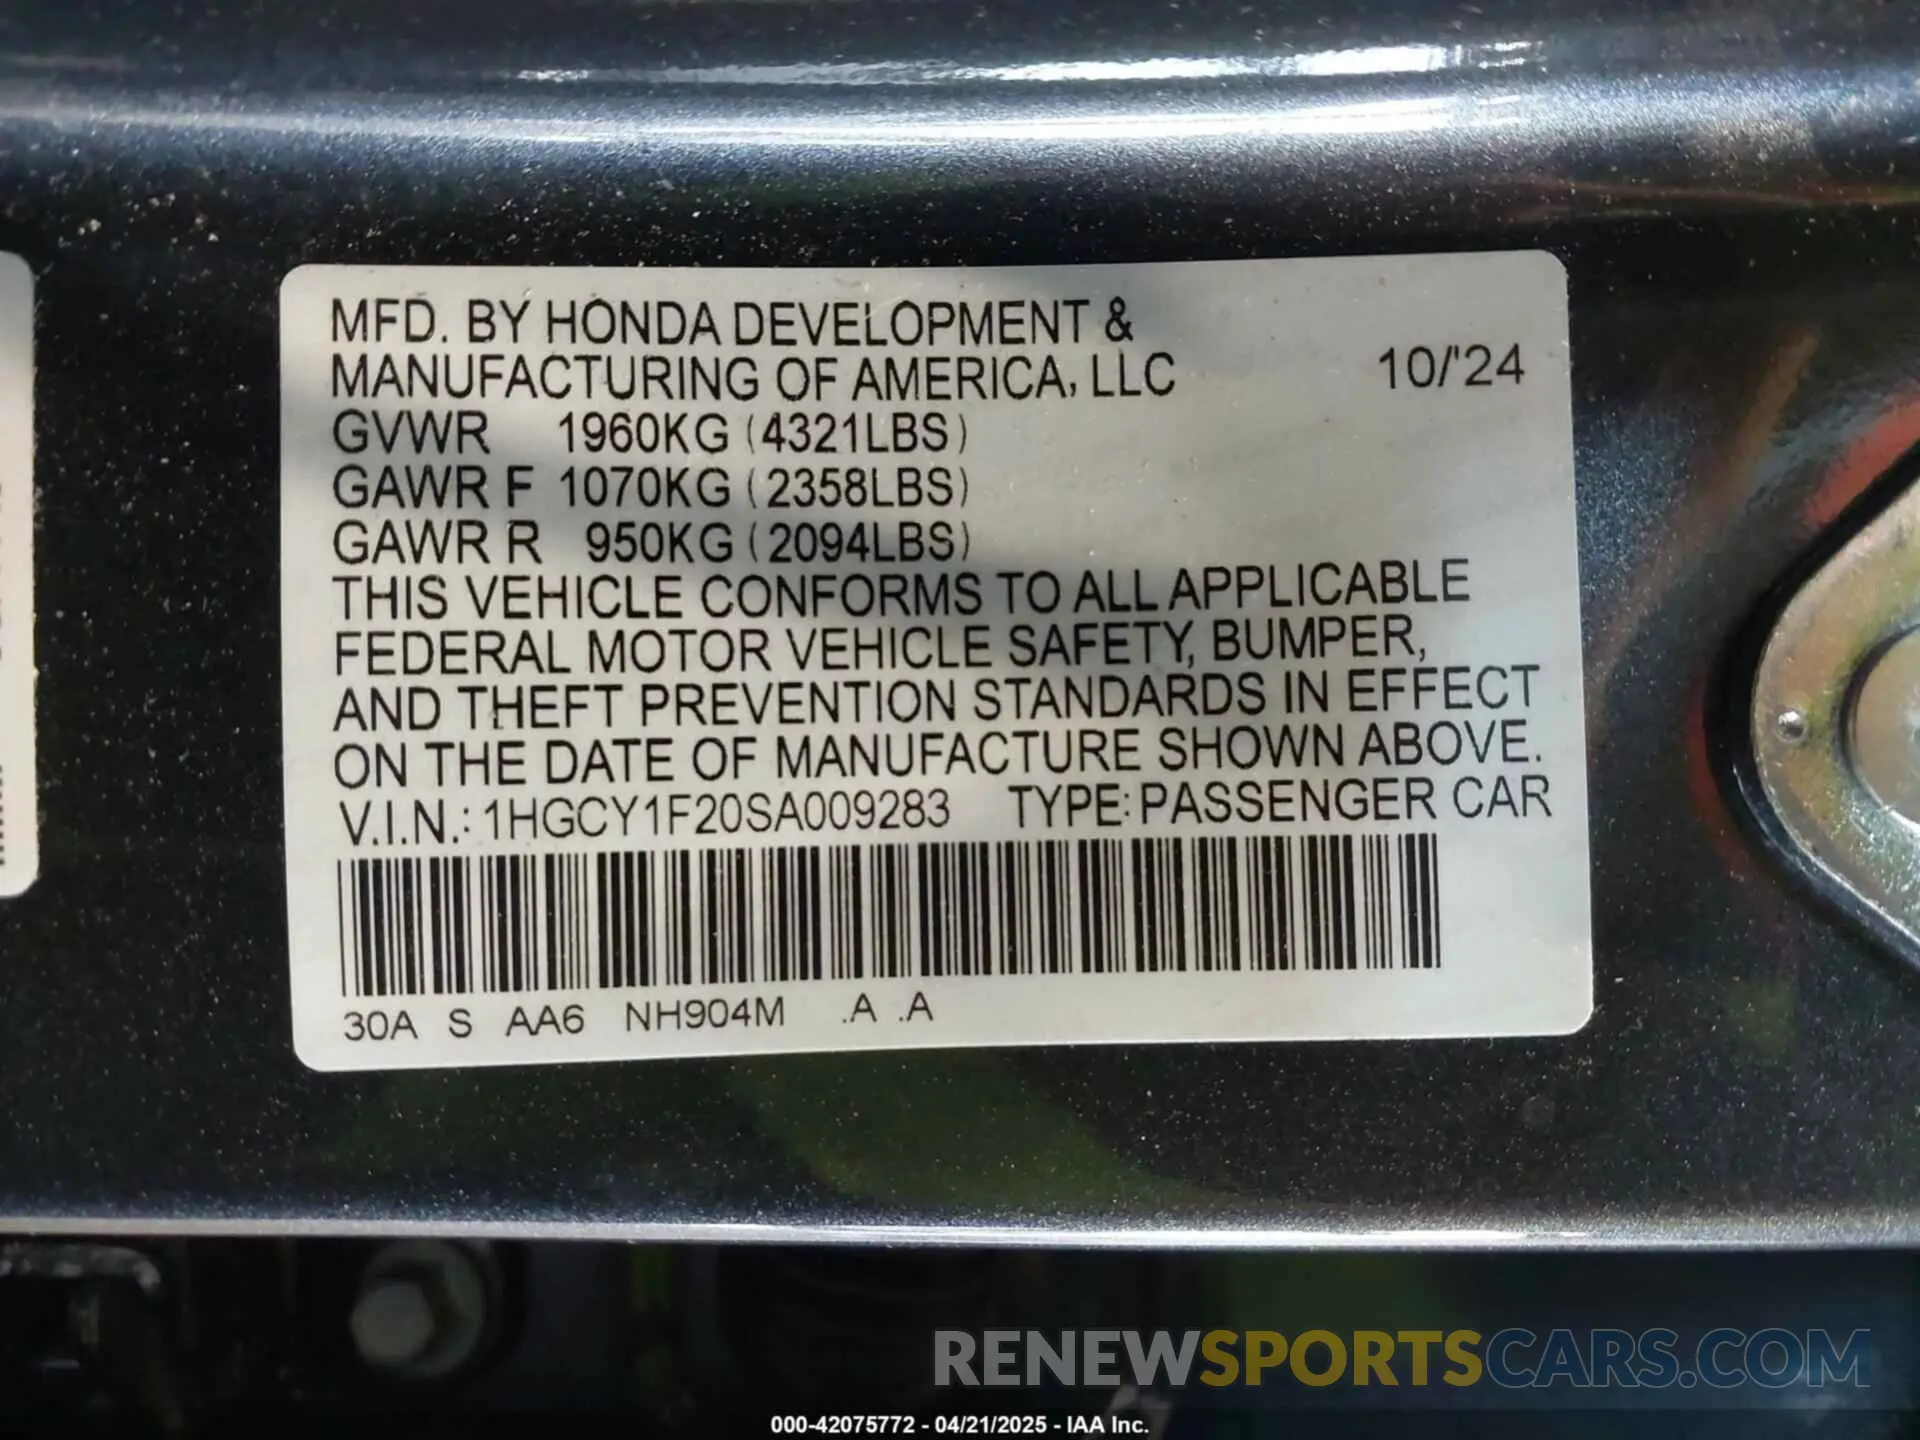 MFD. BY HONDA DEVELOPMENT &
MANUFACTURING OF AMERICA, LLC 10/'24
GVWR 1960KG (4321LBS)
GAWR F 1070KG (2358LBS)
GAWR R 950KG (2094LBS)
THIS VEHICLE CONFORMS TO ALL APPLICABLE
FEDERAL MOTOR VEHICLE SAFETY, BUMPER,
AND THEFT PREVENTION STANDARDS IN EFFECT
ON THE DATE OF MANUFACTURE SHOWN ABOVE.
V.I.N.: 1HGCY1F20SA009283 TYPE: PASSENGER CAR
30A S AA6 NH904M .A .A
RENEWSPORTSCARS.COM
000-42075772 - 04/21/2025 - IAA Inc.